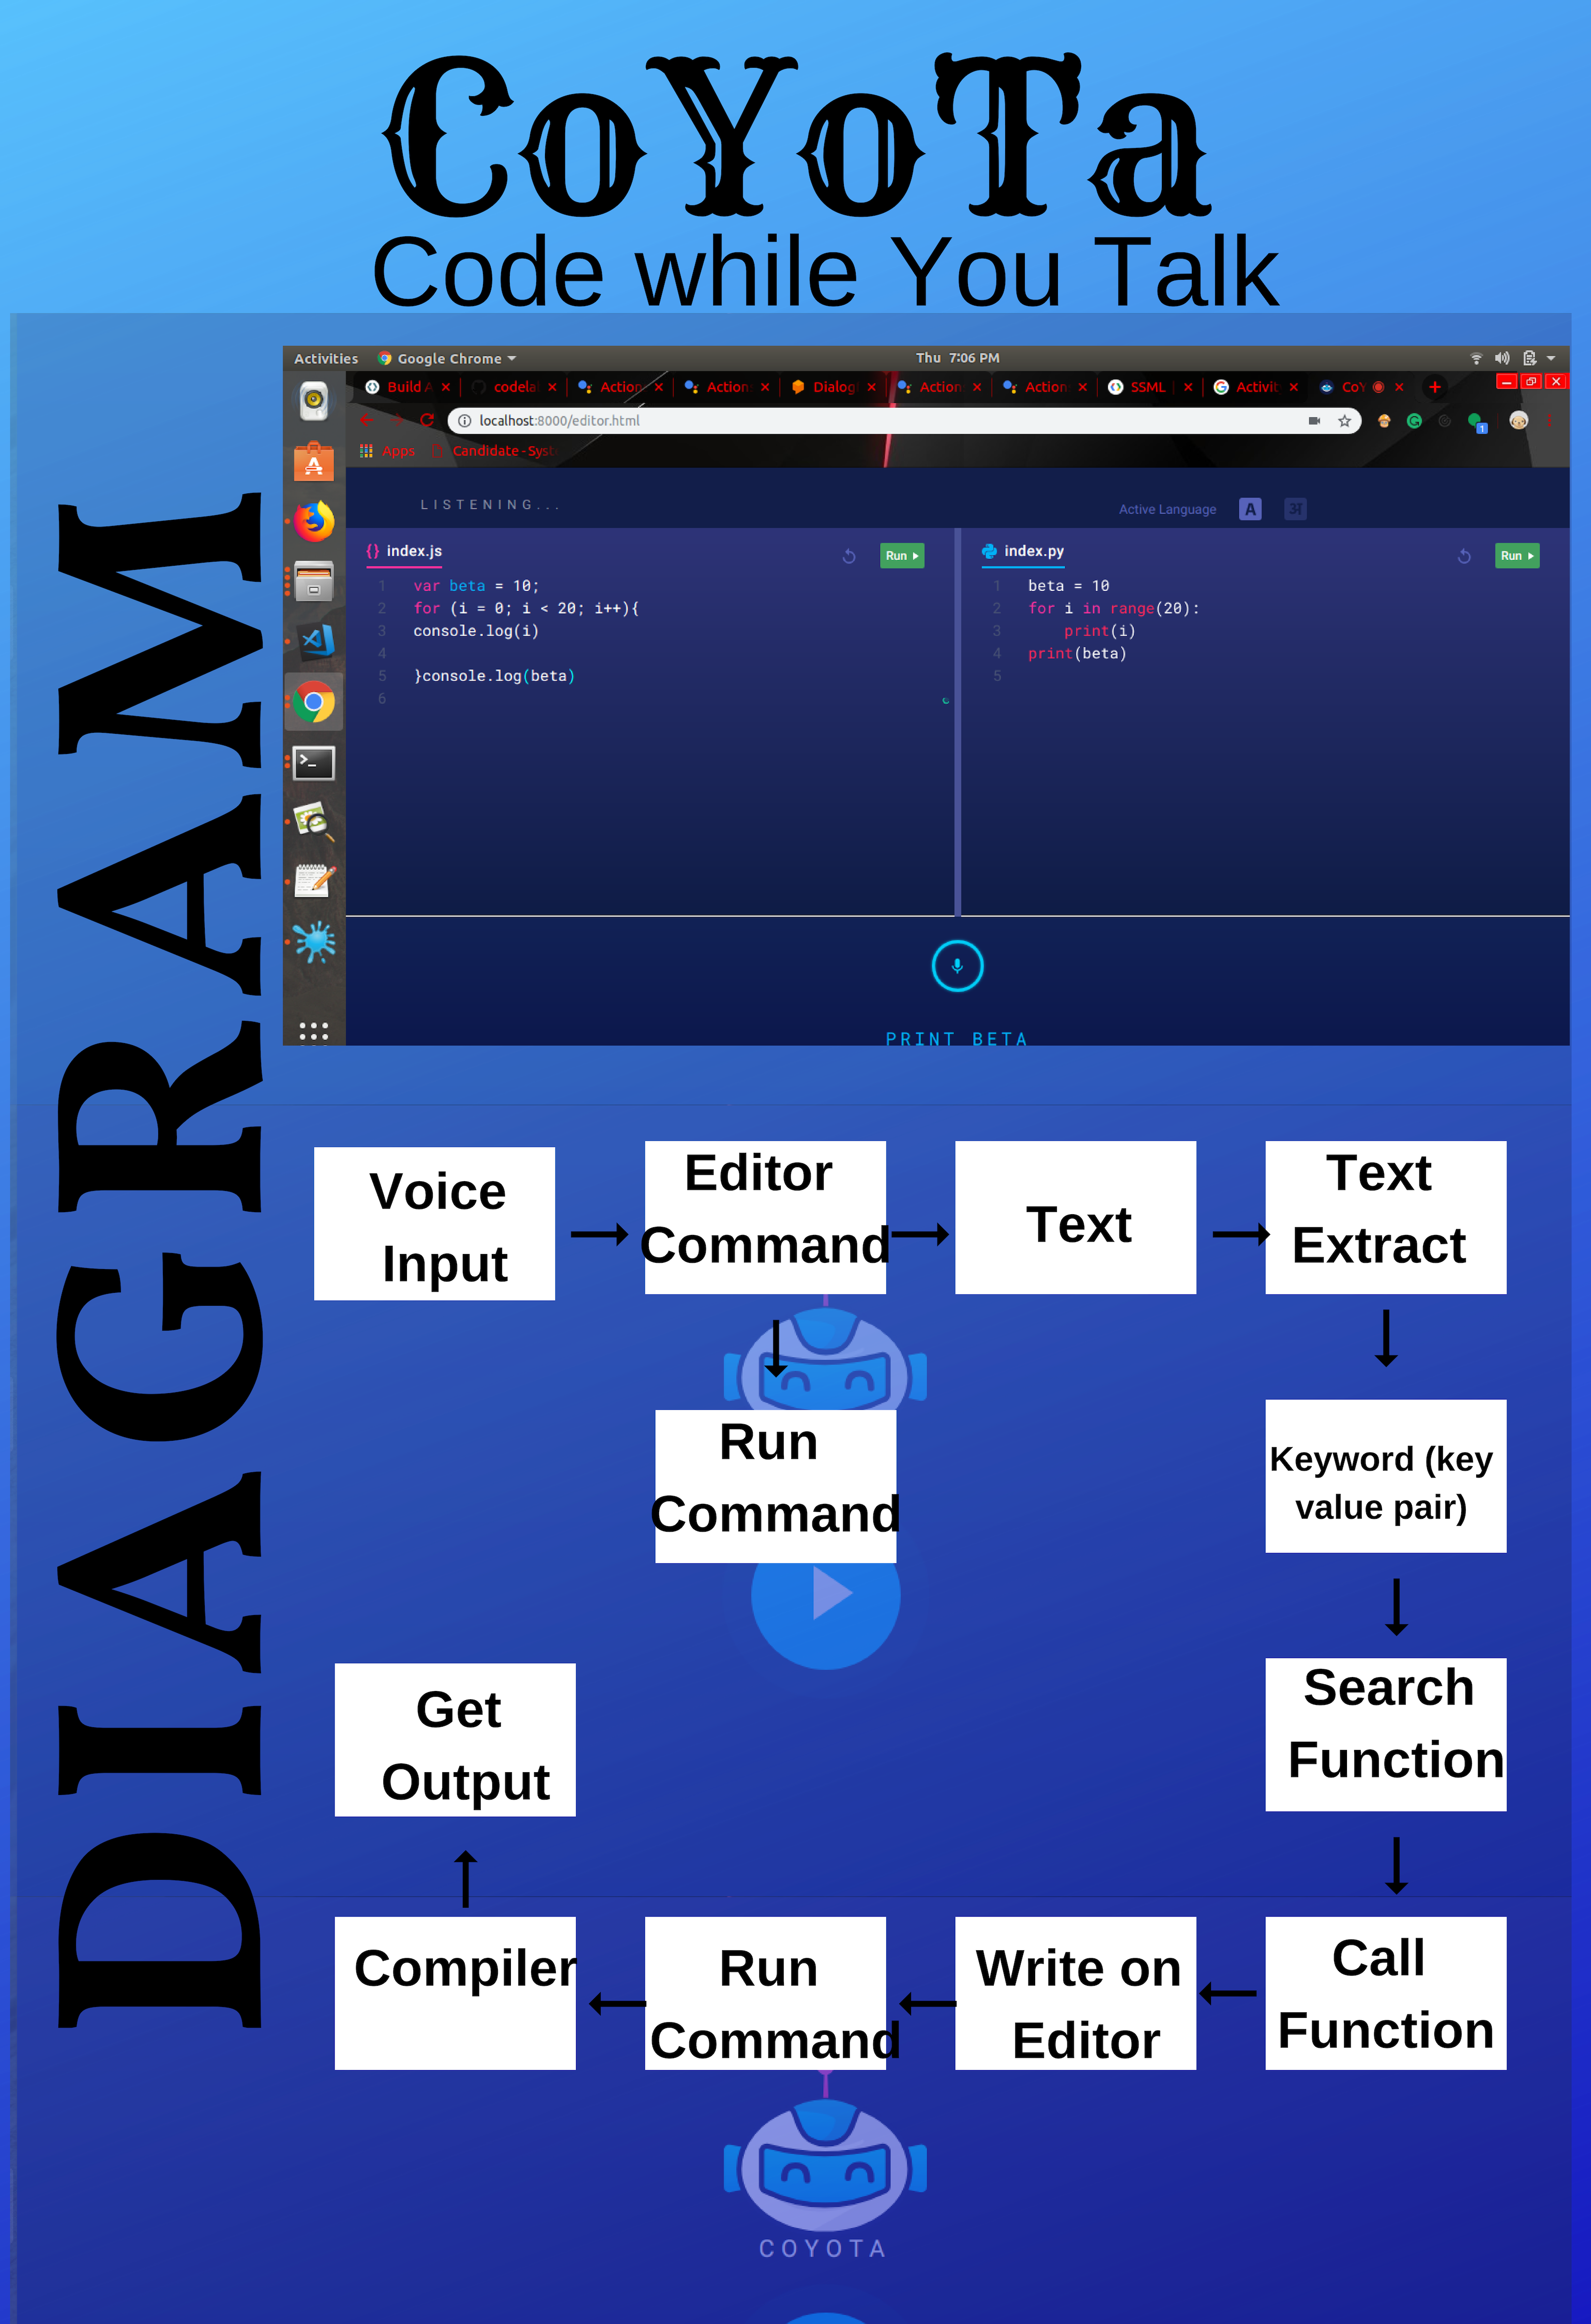 CoYoTa
Code while You Talk
DIAGRAM
Activities Google Chrome Thu 7:06 PM
Build A codela Action Action Dialog Action Action SSML Activit CoY
localhost:8000/editor.html
1
Apps Candidate - Syst
LISTENING...
Active Language A अ
{} index.js Run
1 var beta = 10;
2 for (i = 0; i < 20; i++){
3 console.log(i)
4
5 }console.log(beta)
6
index.py Run
1 beta = 10
2 for i in range(20):
3 print(i)
4 print(beta)
5
PRINT BETA
Voice
Input
Editor
Command
Text
Text
Extract
Run
Command
Keyword (key
value pair)
Get
Output
Search
Function
Compiler
Run
Command
Write on
Editor
Call
Function
COYOTA